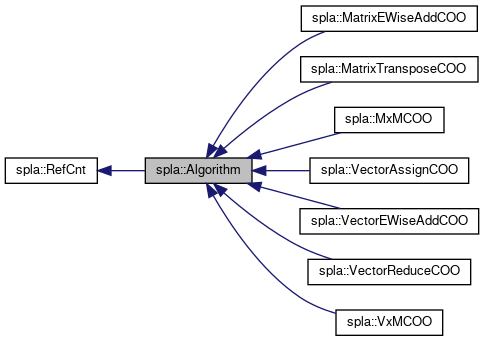 spla::MatrixEWiseAddCOO
spla::MatrixTransposeCOO
spla::MxMCOO
spla::RefCnt
spla::Algorithm
spla::VectorAssignCOO
spla::VectorEWiseAddCOO
spla::VectorReduceCOO
spla::VxMCOO